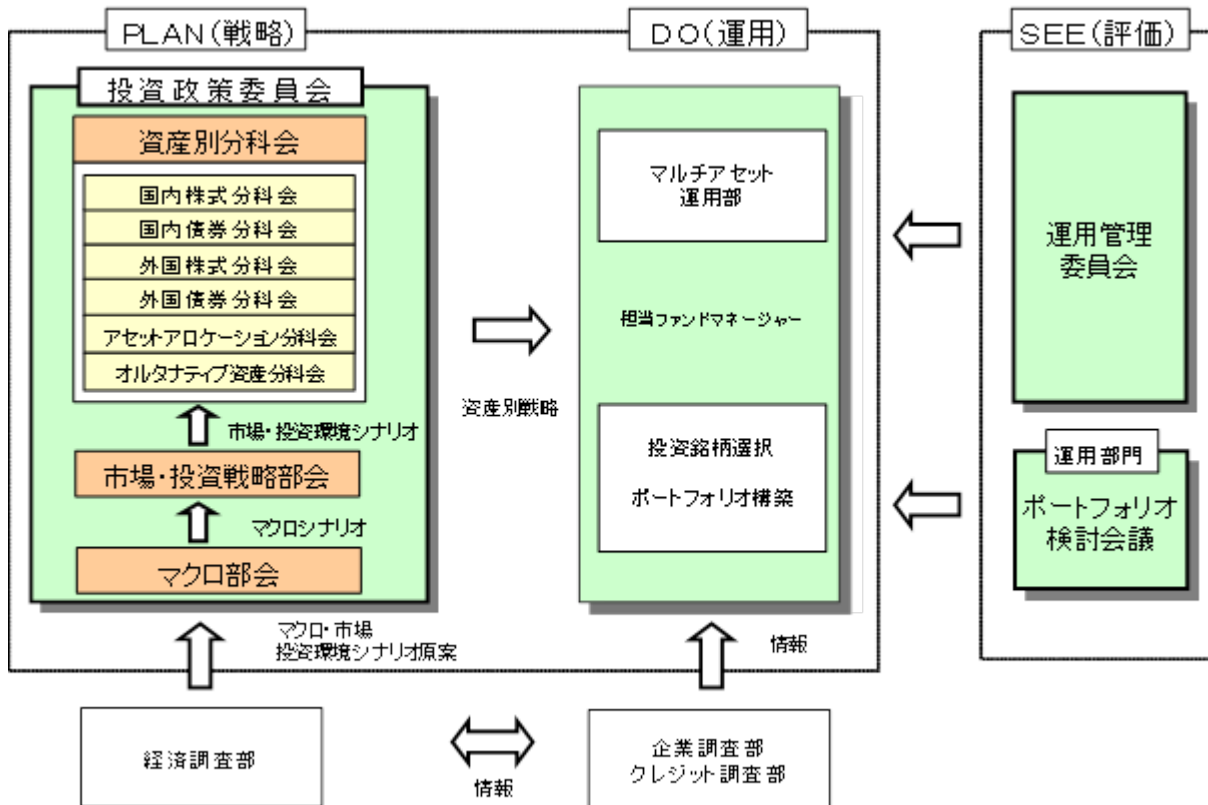 PLAN(戦略)
投資政策委員会
資産別分科会
国内株式分科会
国内債券分科会
外国株式分科会
外国債券分科会
アセットアロケーション分科会
オルタナティブ資産分科会
市場・投資環境シナリオ
市場・投資戦略部会
マクロシナリオ
マクロ部会
マクロ・市場
投資環境シナリオ原案
経済調査部
資産別戦略
情報
DO(運用)
マルチアセット
運用部
担当ファンドマネージャー
投資銘柄選択
ポートフォリオ構築
情報
企業調査部
クレジット調査部
SEE(評価)
運用管理
委員会
運用部門
ポートフォリオ
検討会議